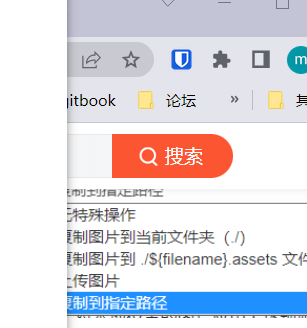 m
itbook 论坛 » 其
搜索
制到指定路径
无特殊操作
复制图片到当前文件夹（./）
复制图片到 ./${filename}.assets 文件
上传图片
复制到指定路径